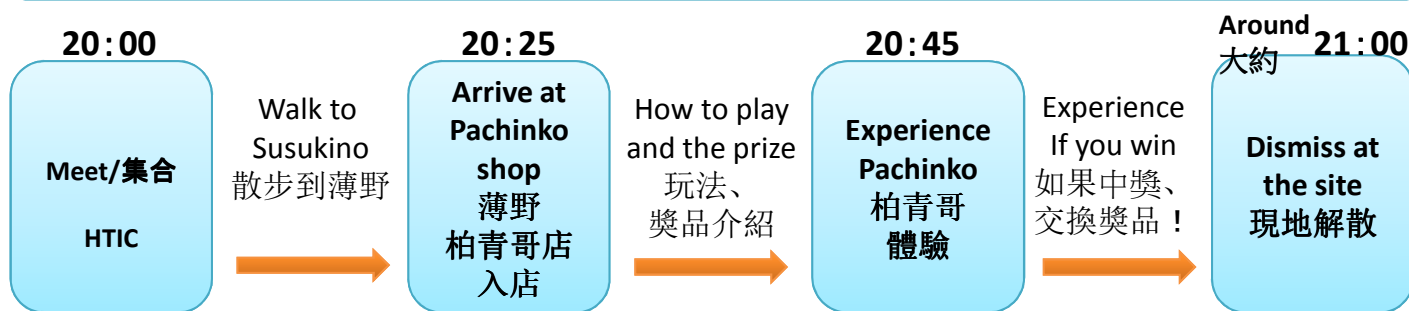 20:00
Meet/集合
HTIC
Walk to
Susukino
散步到薄野
20:25
Arrive at
Pachinko
shop
薄野
柏青哥店
入店
How to play
and the prize
玩法、
獎品介紹
20:45
Experience
Pachinko
柏青哥
體驗
Experience
If you win
如果中獎、
交換獎品！
Around
大約
21:00
Dismiss at
the site
現地解散